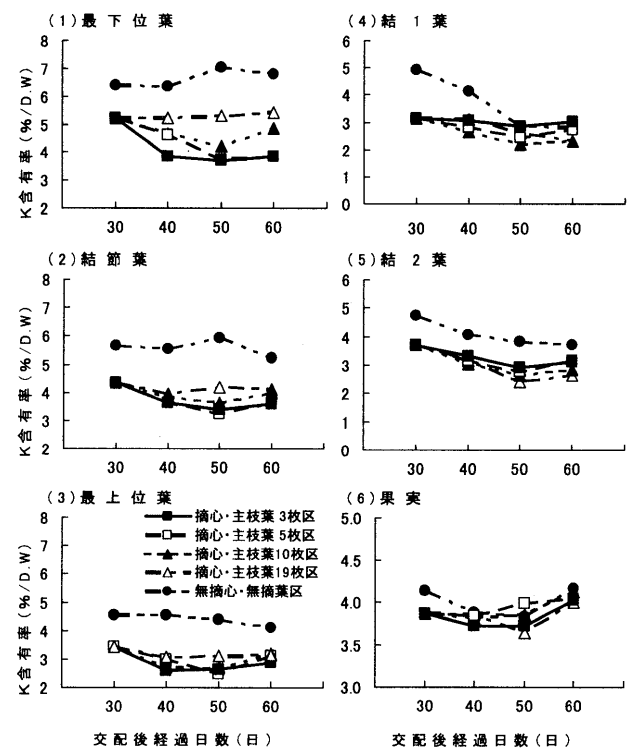 (1)最下位葉
K含有率(%/D.W)
8
7
6
5
4
3
2
30 40 50 60
(2)結節葉
K含有率(%/D.W)
8
7
6
5
4
3
2
30 40 50 60
(3)最上位葉
K含有率(%/D.W)
8
7
6
5
4
3
2
摘心・主枝葉3枚区
摘心・主枝葉5枚区
摘心・主枝葉10枚区
摘心・主枝葉19枚区
無摘心・無摘葉区
30 40 50 60
交配後経過日数(日)
(4)結1葉
6
5
4
3
2
1
0
30 40 50 60
(5)結2葉
6
5
4
3
2
1
0
30 40 50 60
(6)果実
5.0
4.5
4.0
3.5
3.0
30 40 50 60
交配後経過日数(日)